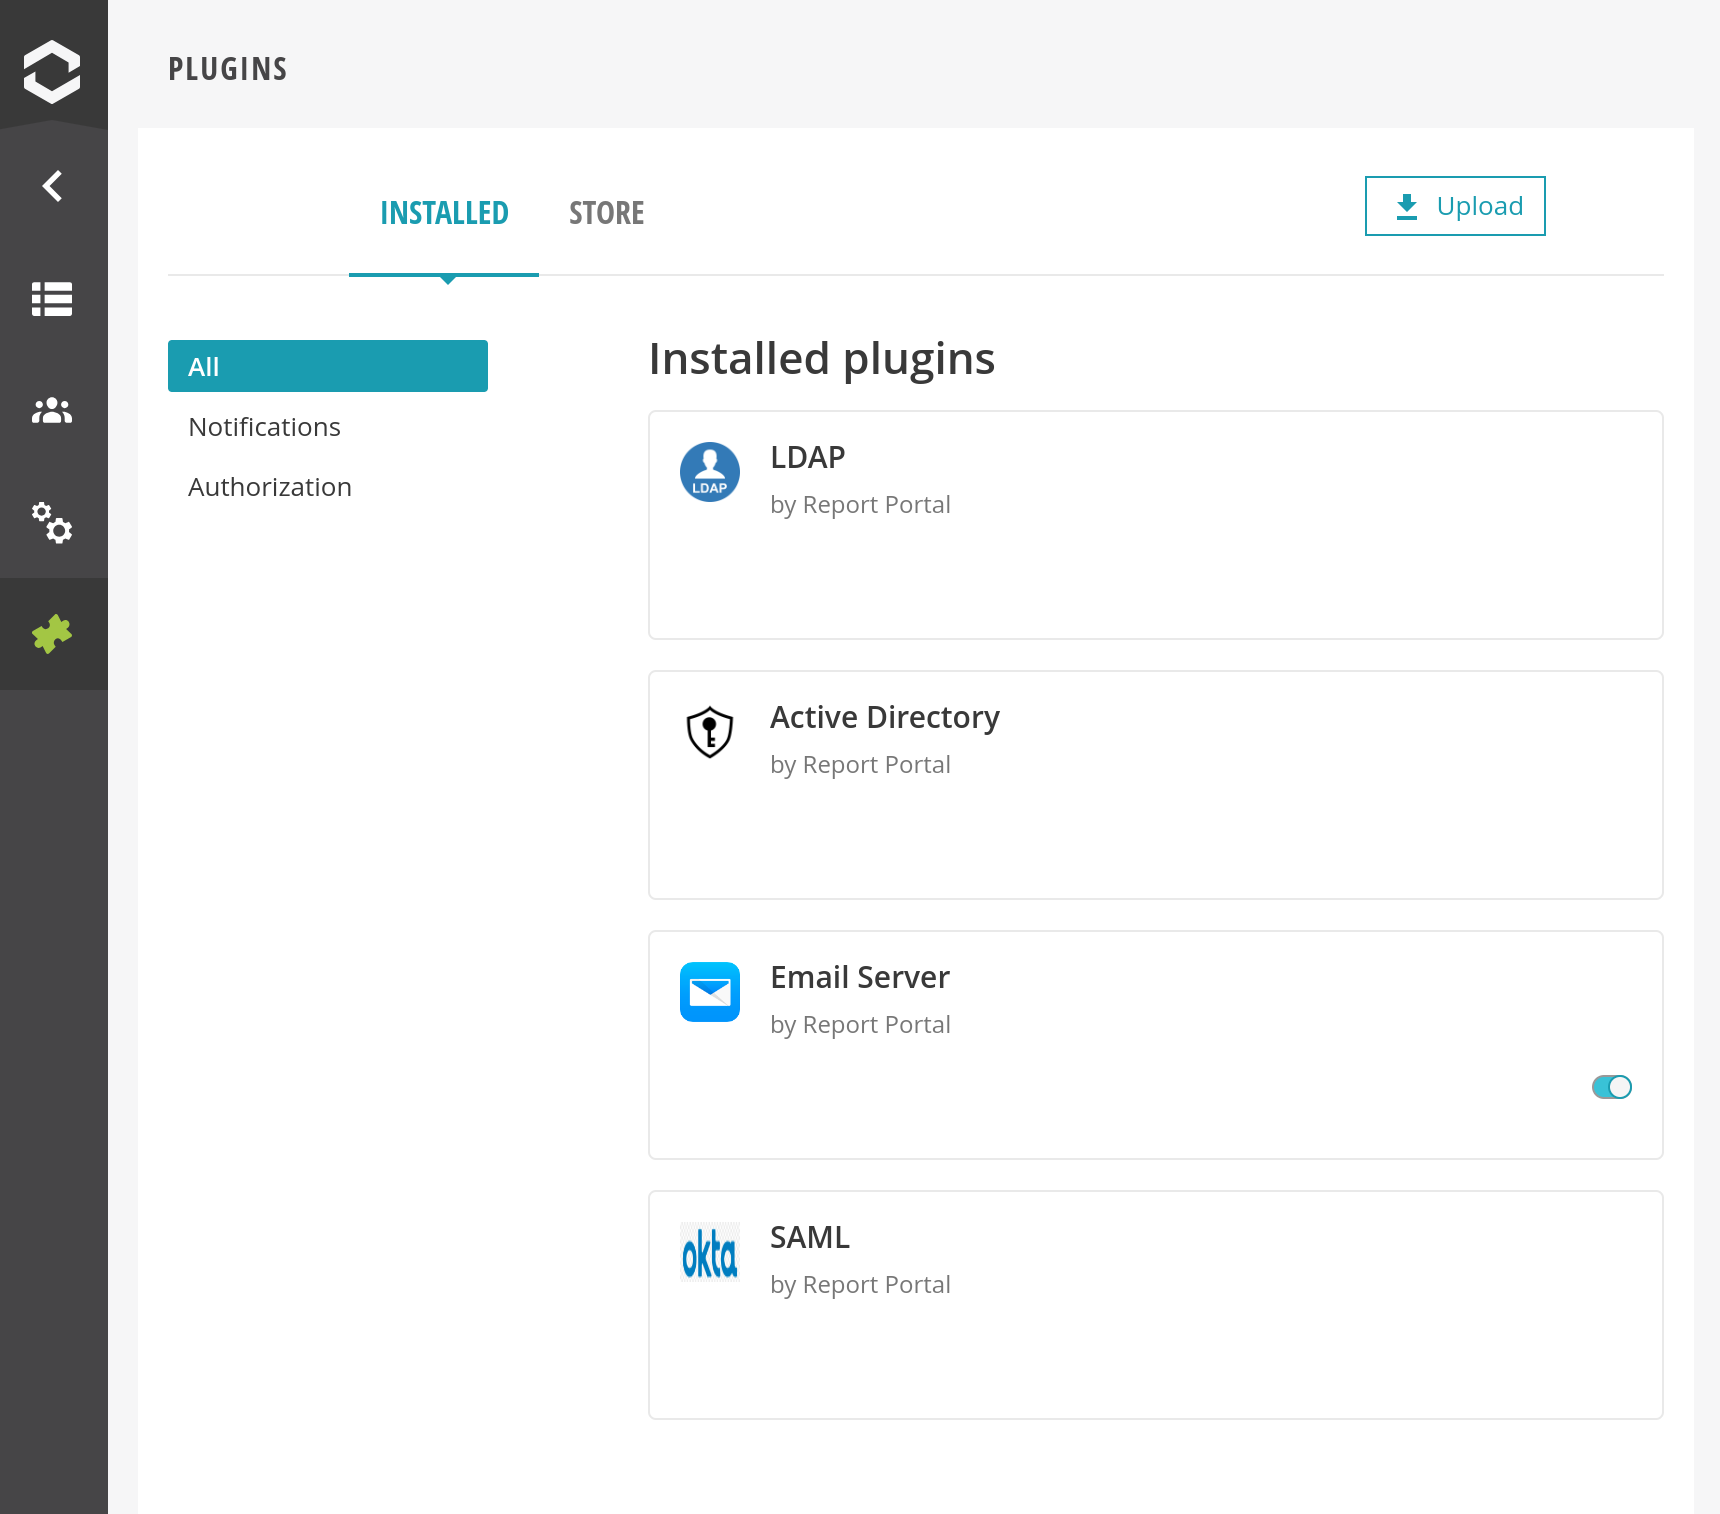 PLUGINS
INSTALLED
STORE
Upload
All
Notifications
Authorization
Installed plugins
LDAP
LDAP
by Report Portal
Active Directory
by Report Portal
Email Server
by Report Portal
okta
SAML
by Report Portal